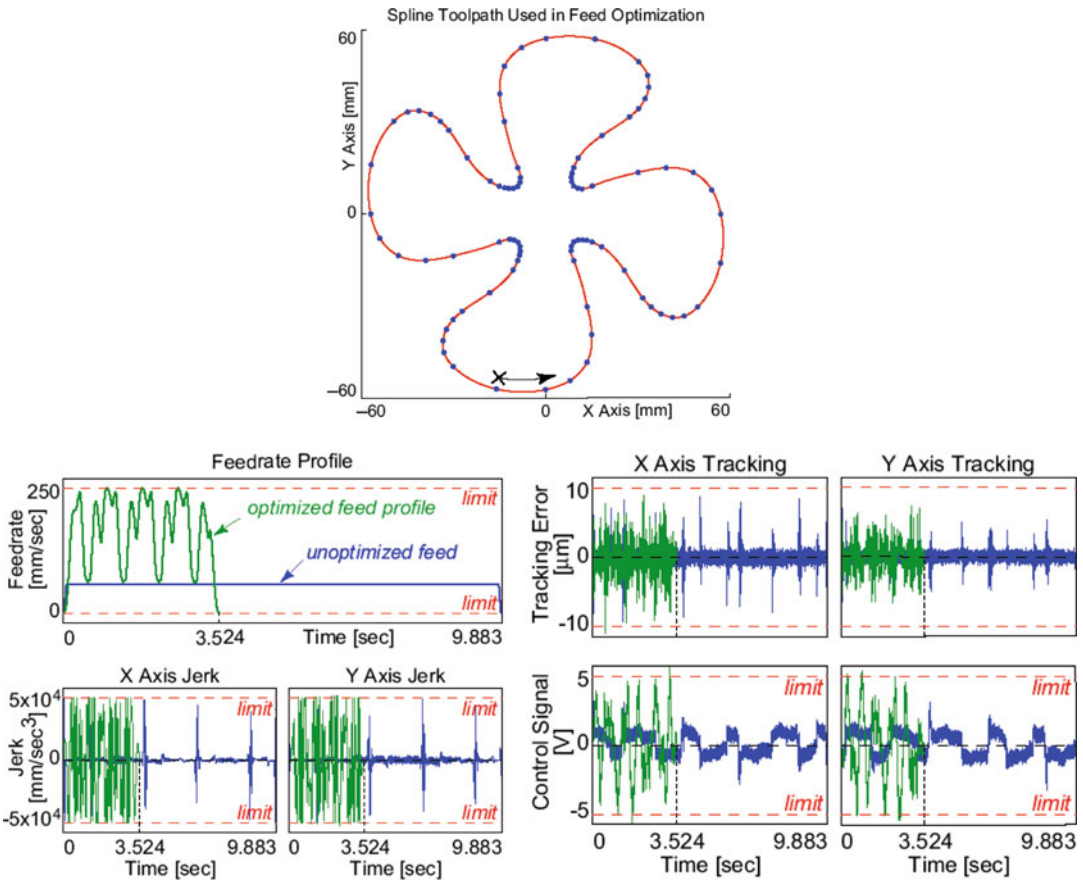 Spline Toolpath Used in Feed Optimization
60
Y Axis [mm]
0
−60
−60
0
X Axis [mm]
60
Feedrate Profile
250
Feedrate
[mm/sec]
0
limit
optimized feed profile
unoptimized feed
limit
0
3.524
Time [sec]
9.883
X Axis Tracking
Y Axis Tracking
10
Tracking Error
[µm]
0
-10
X Axis Jerk
Y Axis Jerk
5x10⁴
Jerk
[mm/sec³]
0
-5x10⁴
limit
limit
limit
limit
0
3.524
9.883
Time [sec]
0
3.524
9.883
Time [sec]
5
Control Signal
[V]
0
-5
limit
limit
limit
limit
0
3.524
9.883
Time [sec]
0
3.524
9.883
Time [sec]